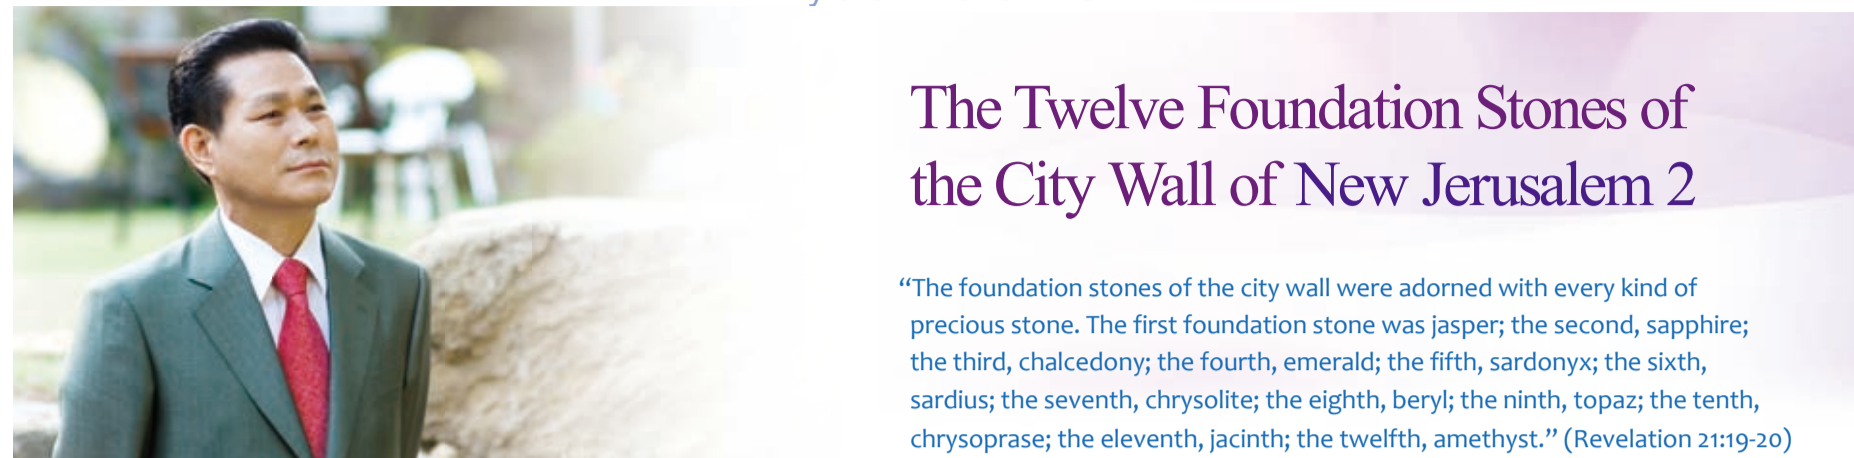 The Twelve Foundation Stones of
the City Wall of New Jerusalem 2
“The foundation stones of the city wall were adorned with every kind of
precious stone. The first foundation stone was jasper; the second, sapphire;
the third, chalcedony; the fourth, emerald; the fifth, sardonyx; the sixth,
sardius; the seventh, chrysolite; the eighth, beryl; the ninth, topaz; the tenth,
chrysoprase; the eleventh, jacinth; the twelfth, amethyst.” (Revelation 21:19-20)